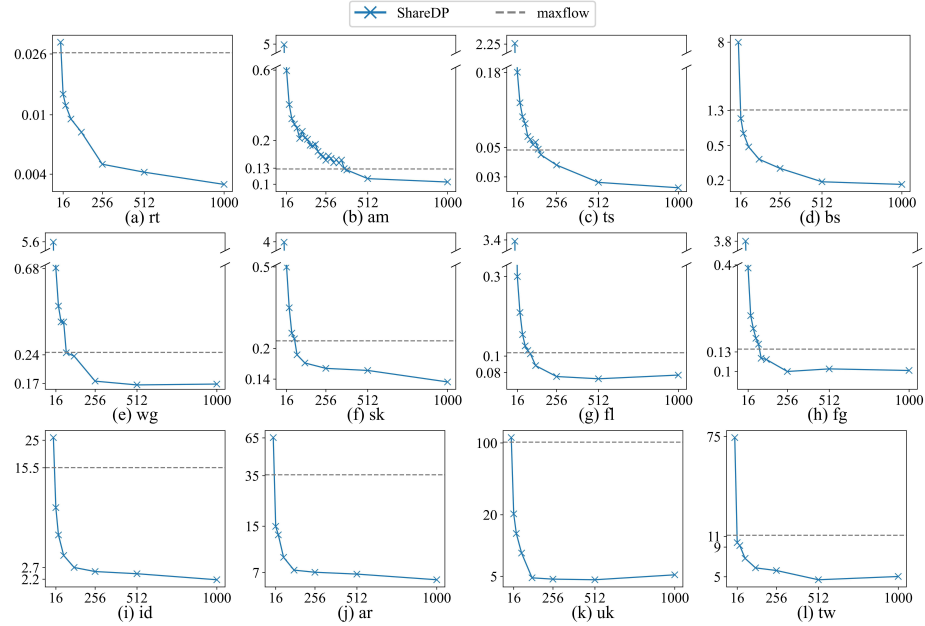 ShareDP maxflow
0.026
0.01
0.004
16 256 512 1000
(a) rt
5
0.6
0.2
0.13
0.1
16 256 512 1000
(b) am
2.25
0.18
0.05
0.03
16 256 512 1000
(c) ts
8
1.3
0.5
0.2
16 256 512 1000
(d) bs
5.6
0.68
0.24
0.17
16 256 512 1000
(e) wg
4
0.5
0.2
0.14
16 256 512 1000
(f) sk
3.4
0.3
0.1
0.08
16 256 512 1000
(g) fl
3.8
0.4
0.13
0.1
16 256 512 1000
(h) fg
25
15.5
2.7
2.2
16 256 512 1000
(i) id
65
35
15
7
16 256 512 1000
(j) ar
100
20
5
16 256 512 1000
(k) uk
75
11
9
5
16 256 512 1000
(l) tw